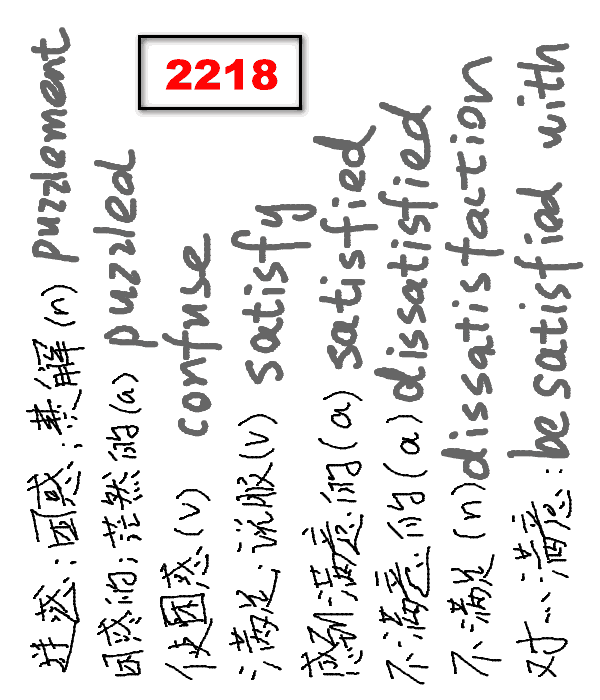 2218
迷惑;困惑;费解(n) puzzlement
困惑的;茫然的(a) puzzled
使困惑(v) confuse
满足;说服(v) satisfy
感到满意的(a) satisfied
不满意的(a) dissatisfied
不满足(n) dissatisfaction
对…满意: be satisfied with